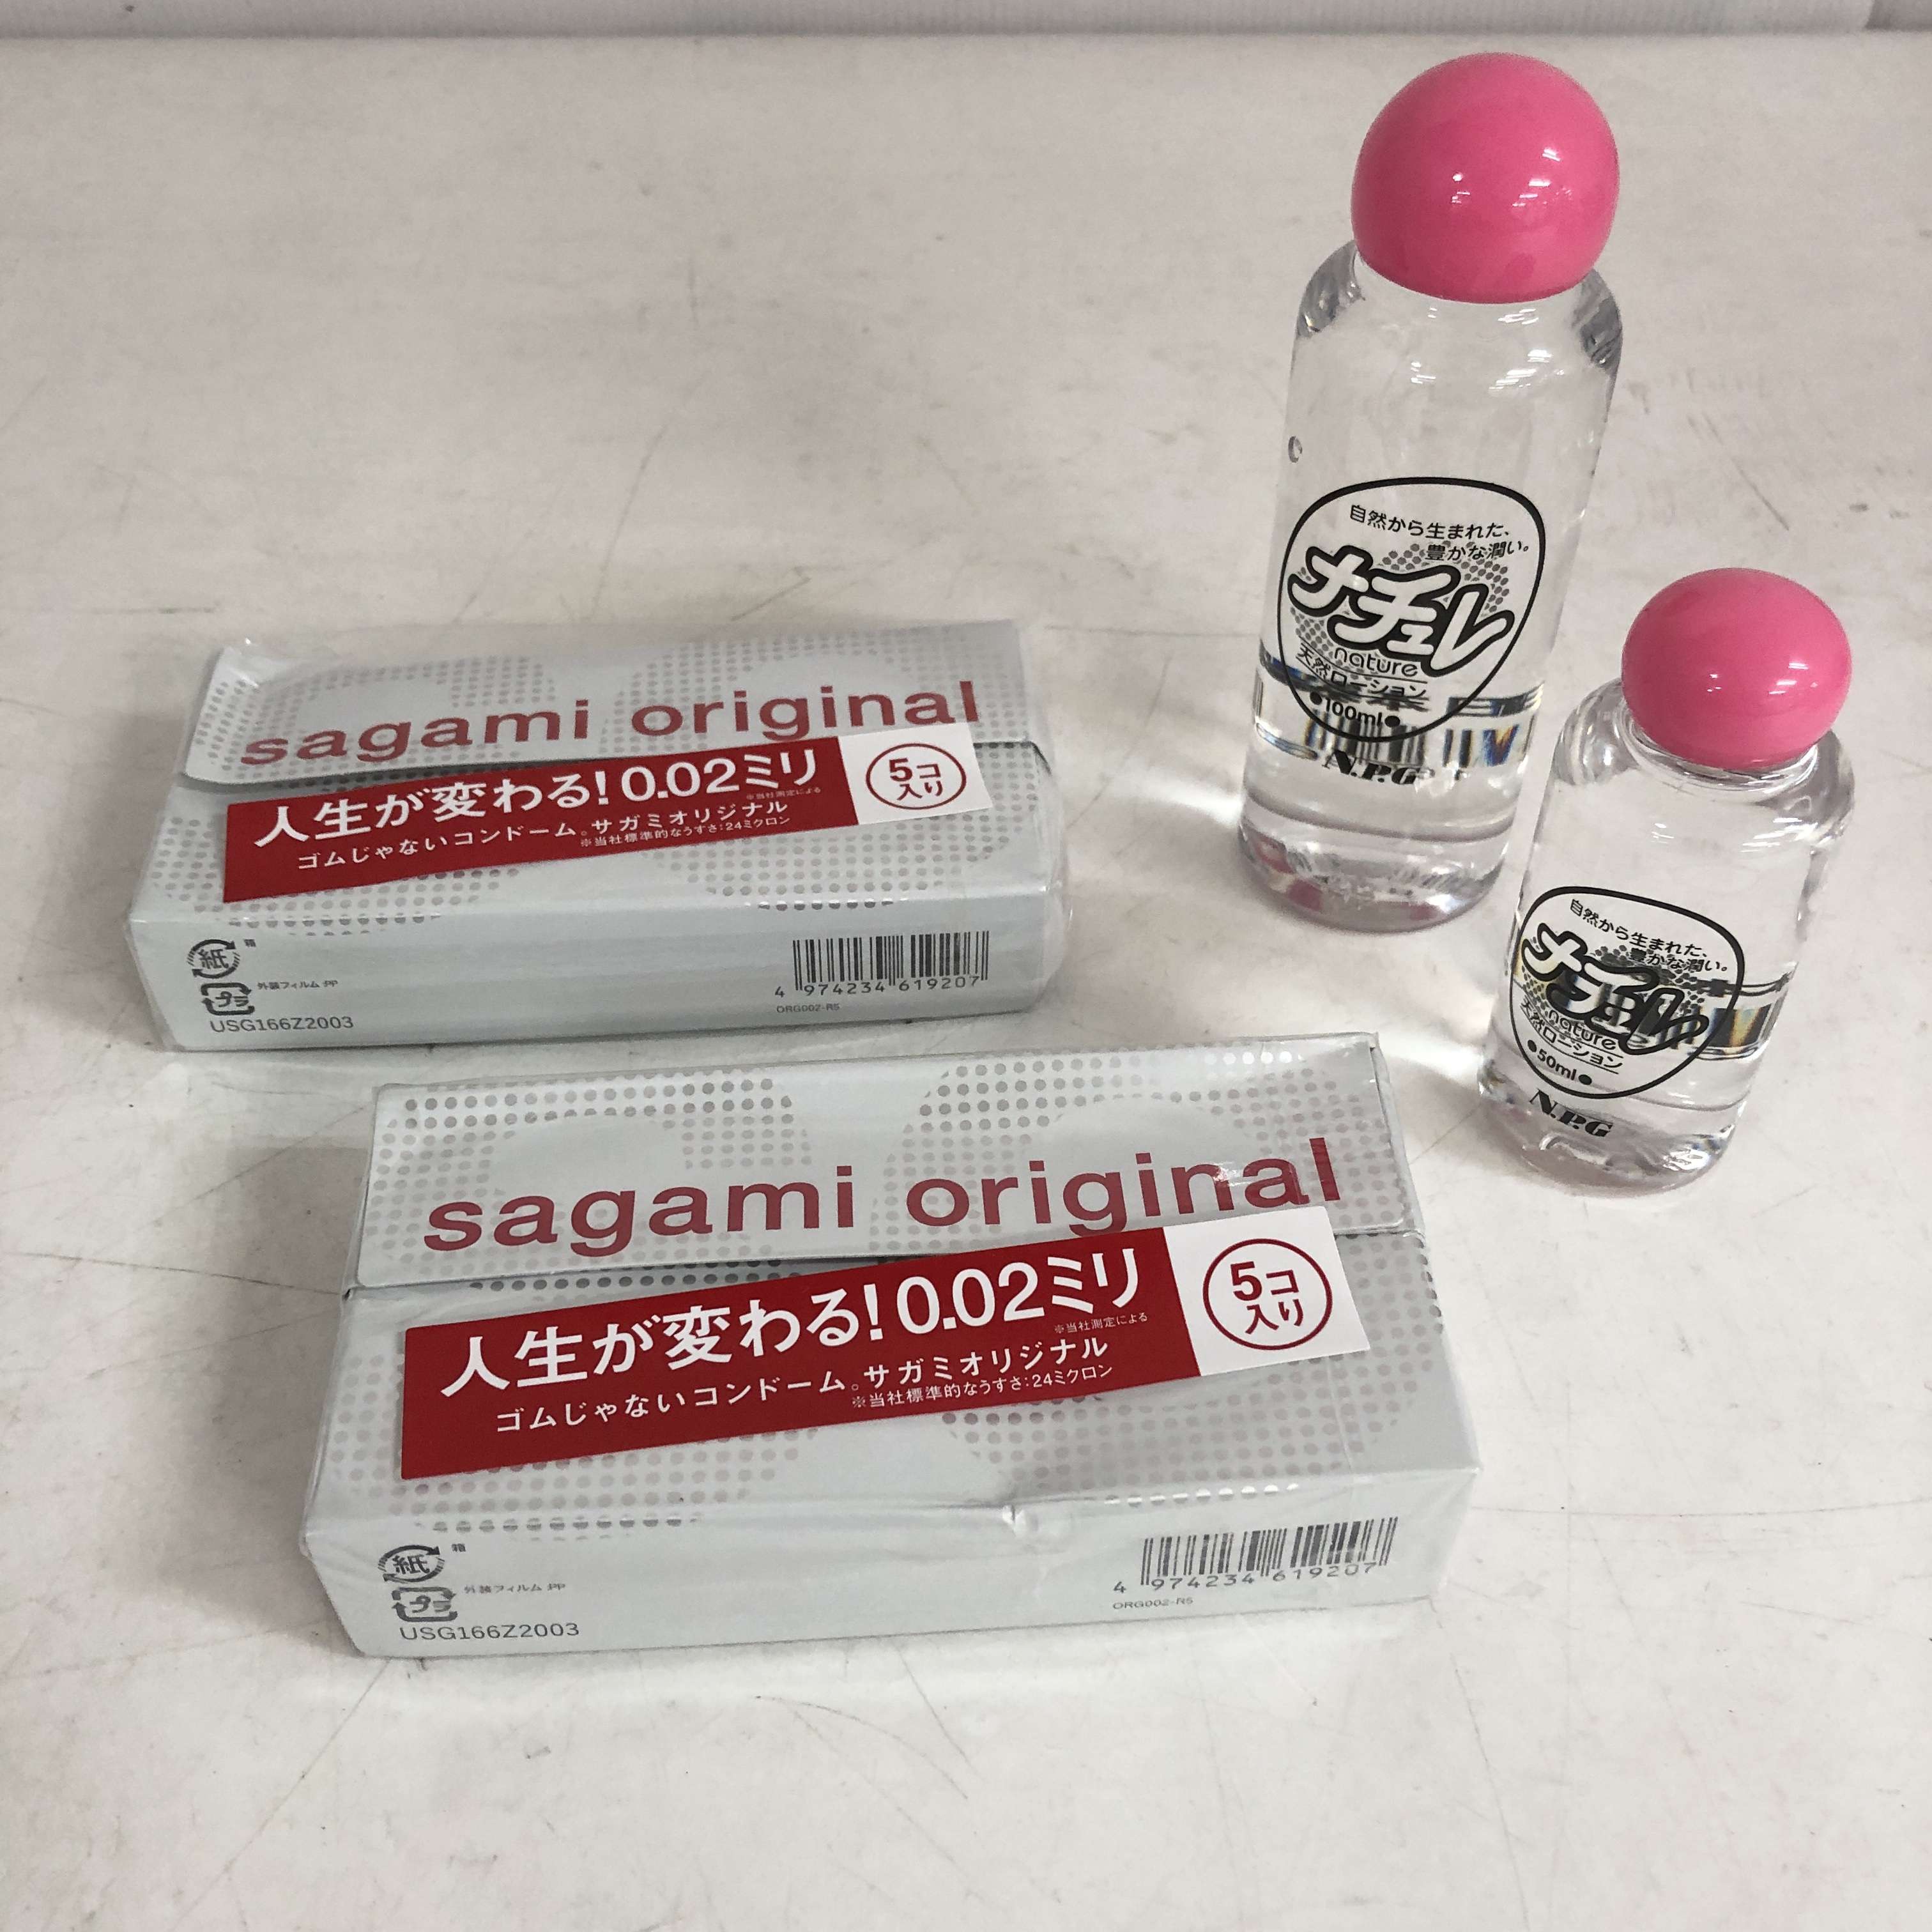 sagami original
人生が変わる!0.02ミリ
※当社測定による
ゴムじゃないコンドーム。サガミオリジナル
※当社標準的なうすさ:24ミクロン
5コ
入り
紙
箱
プラ
外装フィルム:PP
USG166Z2003
4 974234 619207
ORG002-R5
自然から生まれた、
豊かな潤い。
ナチュレ
nature
天然ローション
●100ml●
N.P.G
自然から生まれた、
豊かな潤い。
ナチュレ
nature
天然ローション
●50ml●
N.P.G
sagami original
人生が変わる!0.02ミリ
※当社測定による
ゴムじゃないコンドーム。サガミオリジナル
※当社標準的なうすさ:24ミクロン
5コ
入り
紙
箱
プラ
外装フィルム:PP
USG166Z2003
4 974234 619207
ORG002-R5